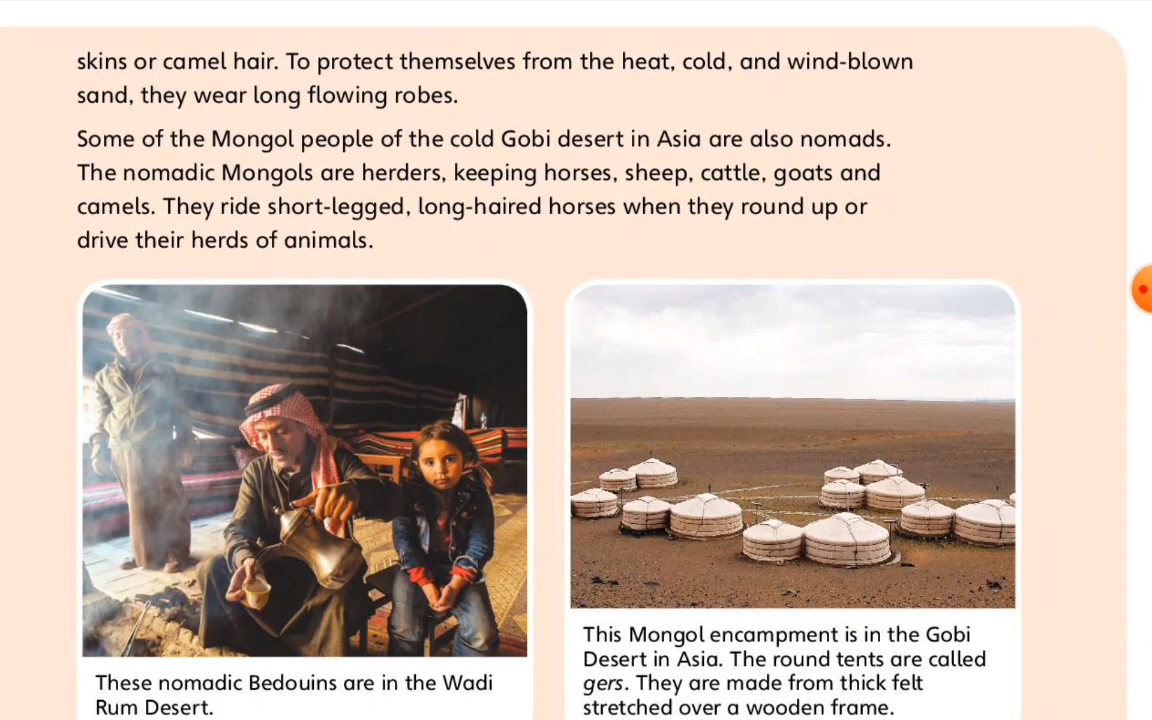 skins or camel hair. To protect themselves from the heat, cold, and wind-blown
sand, they wear long flowing robes.
Some of the Mongol people of the cold Gobi desert in Asia are also nomads.
The nomadic Mongols are herders, keeping horses, sheep, cattle, goats and
camels. They ride short-legged, long-haired horses when they round up or
drive their herds of animals.
These nomadic Bedouins are in the Wadi
Rum Desert.
This Mongol encampment is in the Gobi
Desert in Asia. The round tents are called
gers. They are made from thick felt
stretched over a wooden frame.